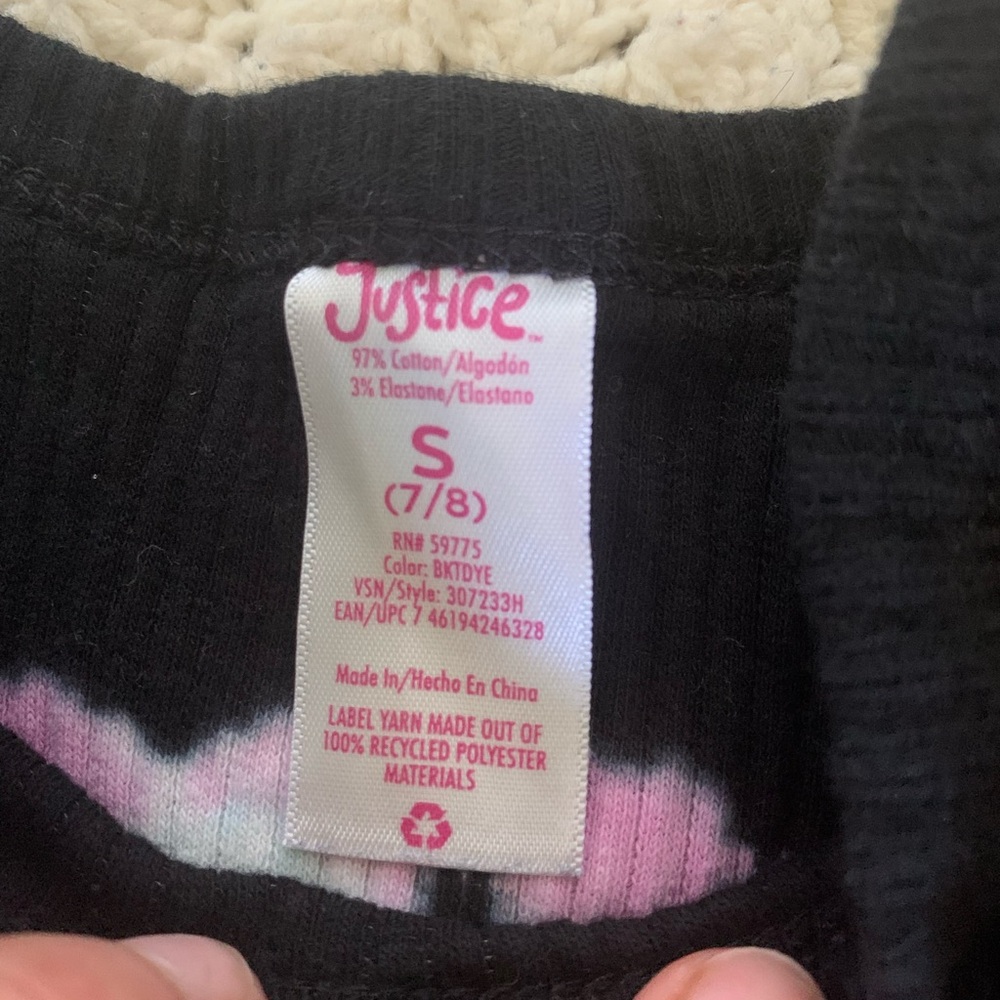 Justice™
97% Cotton/Algodón
3% Elastane/Elastano
S
(7/8)
RN# 59775
Color: BKTDYE
VSN/Style: 307233H
EAN/UPC 7 46194246328
Made In/Hecho En China
LABEL YARN MADE OUT OF
100% RECYCLED POLYESTER
MATERIALS